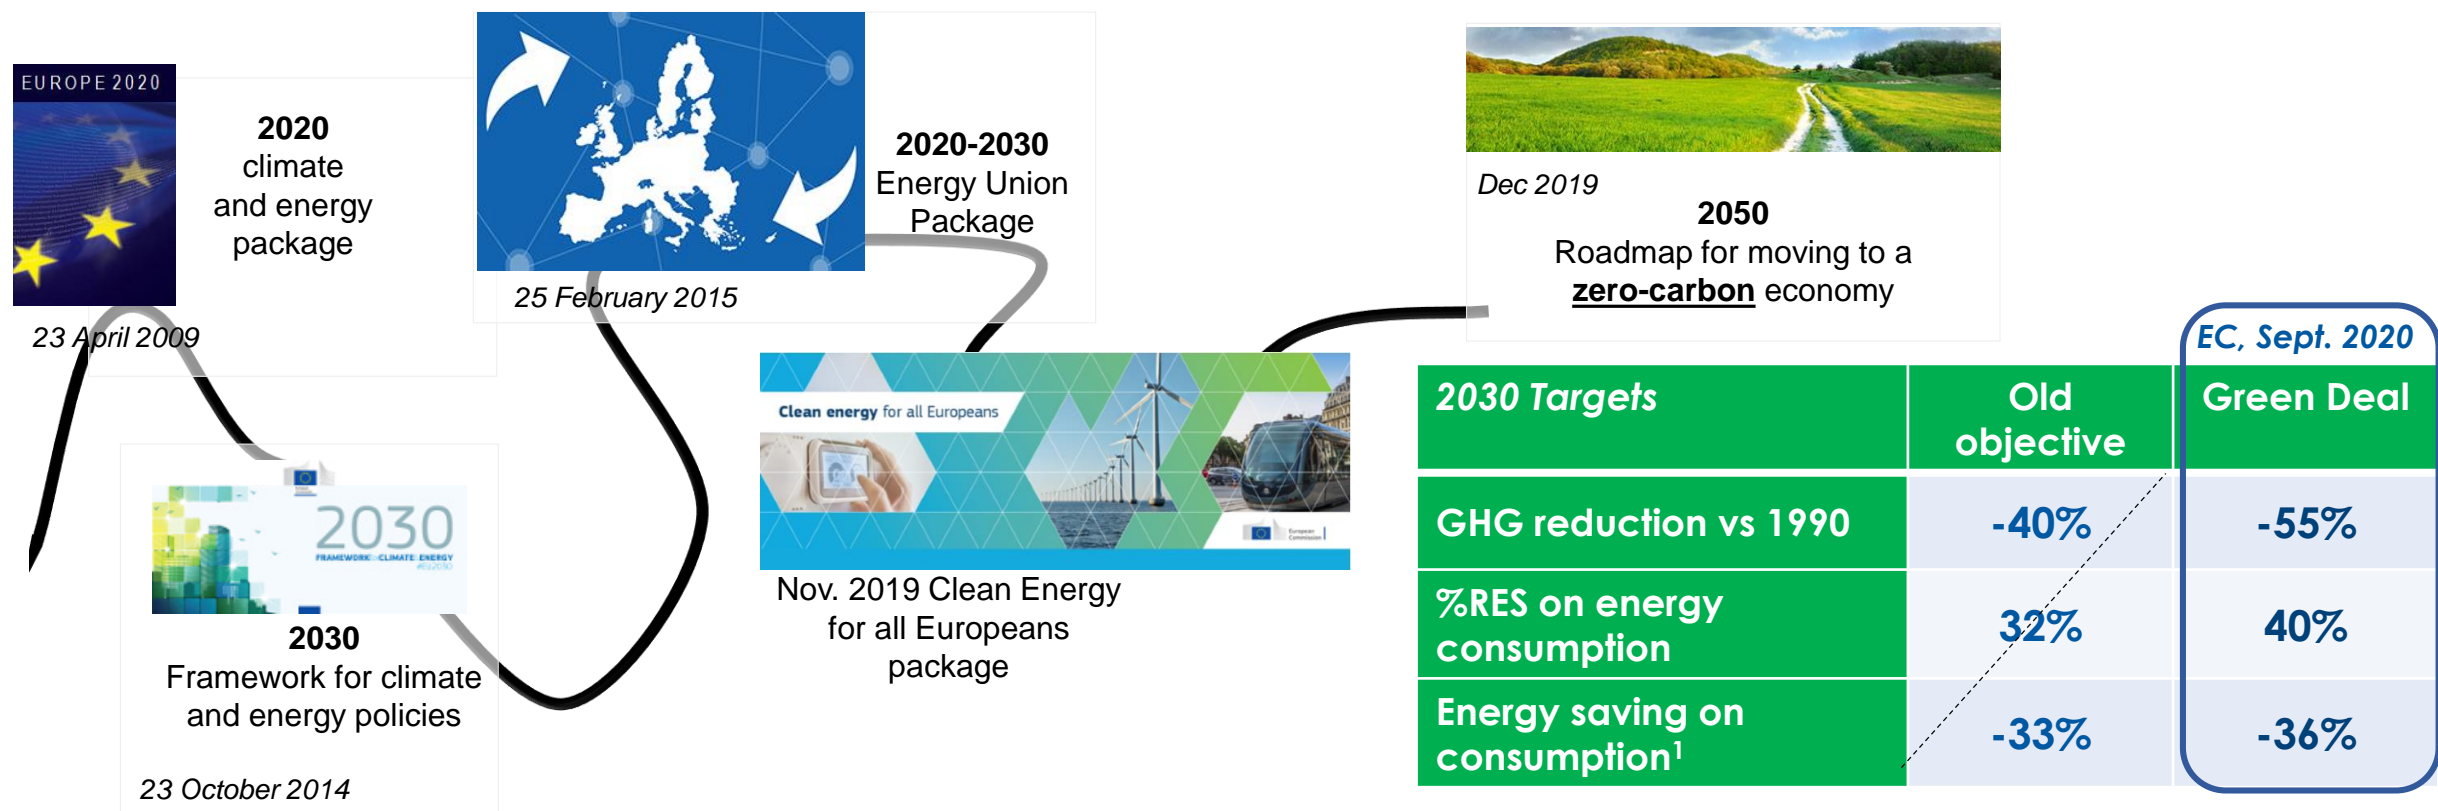 EUROPE 2020
2020
climate
and energy
package
23 April 2009
2030
FRAMEWORK FOR CLIMATE & ENERGY
#EU2030
2030
Framework for climate
and energy policies
23 October 2014
25 February 2015
2020-2030
Energy Union
Package
Clean energy for all Europeans
European
Commission
Nov. 2019 Clean Energy
for all Europeans
package
Dec 2019
2050
Roadmap for moving to a
zero-carbon economy
EC, Sept. 2020
2030 Targets
Old
objective
Green Deal
GHG reduction vs 1990
-40%
-55%
%RES on energy
consumption
32%
40%
Energy saving on
consumption¹
-33%
-36%